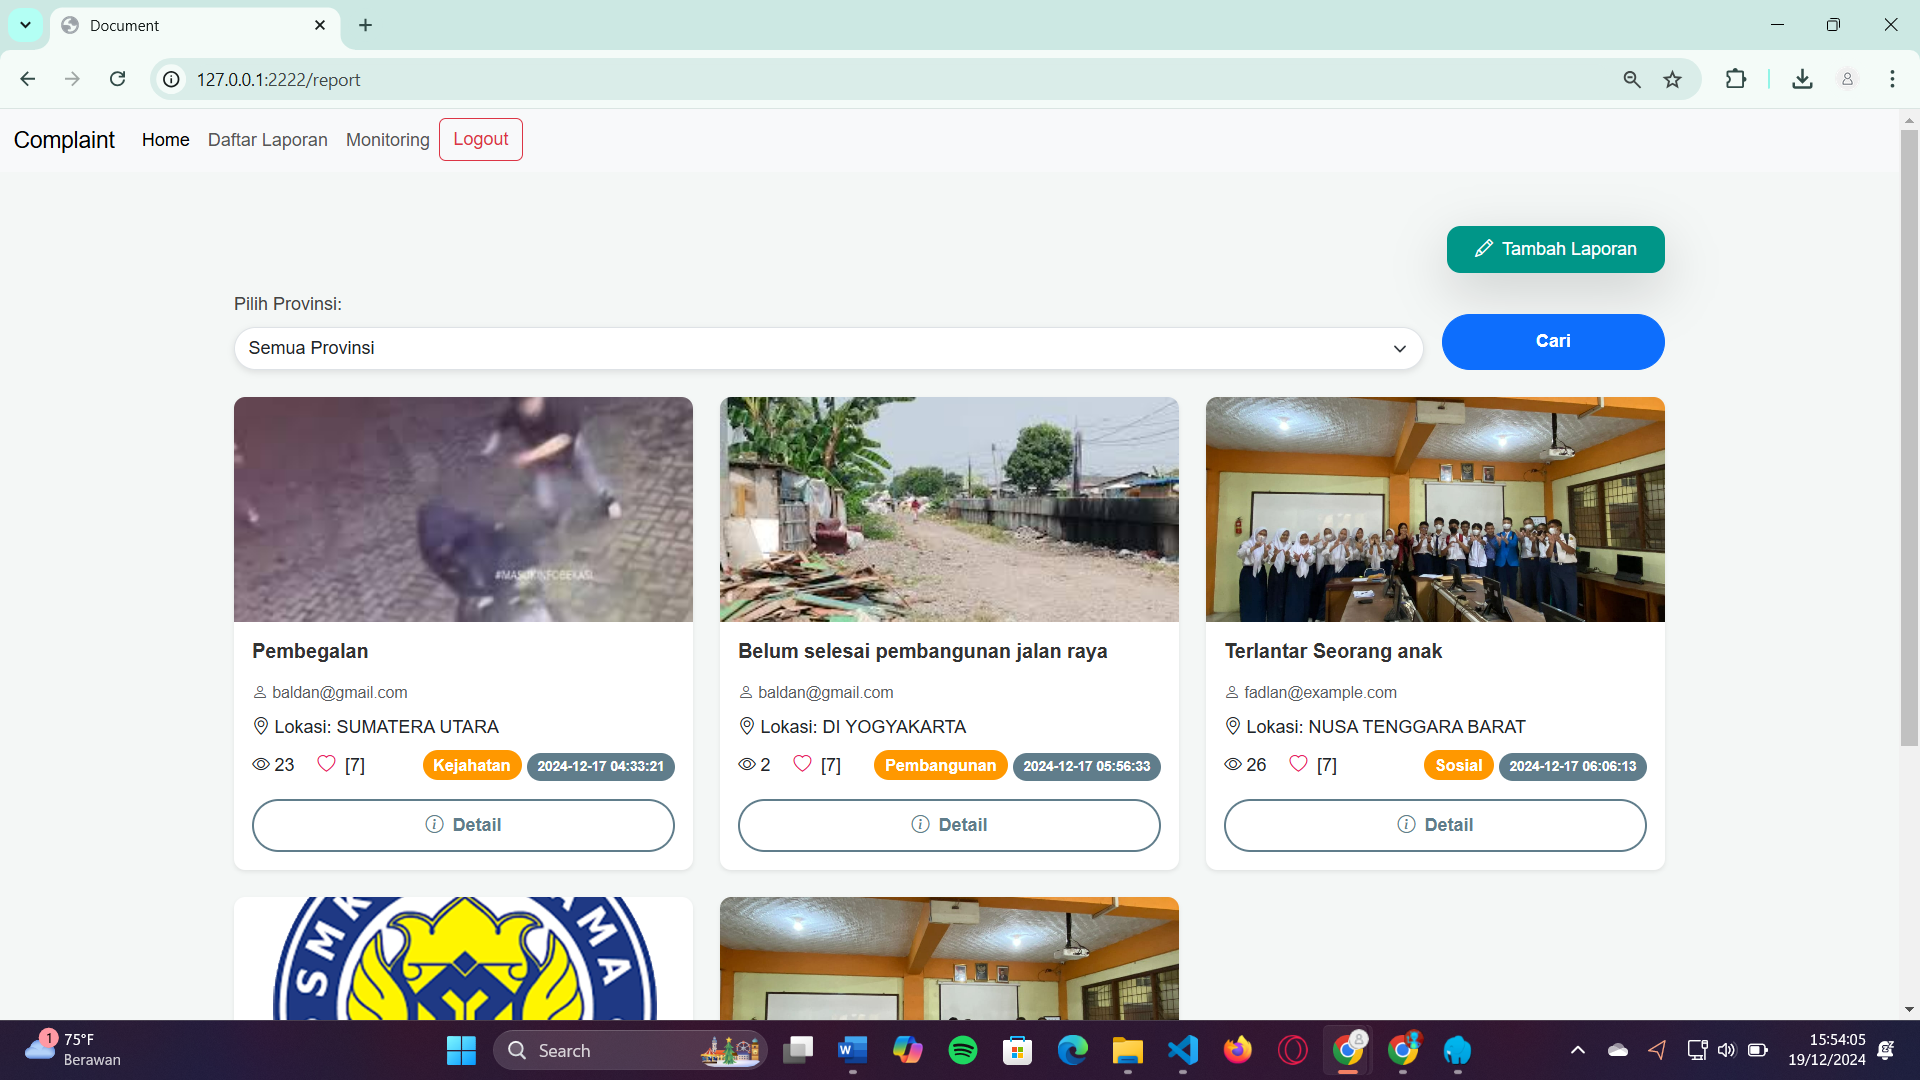 Document
127.0.0.1:2222/report
Complaint Home Daftar Laporan Monitoring Logout
Tambah Laporan
Pilih Provinsi:
Semua Provinsi
Cari
#MASUKINFOBEKASI
Pembegalan
baldan@gmail.com
Lokasi: SUMATERA UTARA
23 [7] Kejahatan 2024-12-17 04:33:21
Detail
Belum selesai pembangunan jalan raya
baldan@gmail.com
Lokasi: DI YOGYAKARTA
2 [7] Pembangunan 2024-12-17 05:56:33
Detail
Terlantar Seorang anak
fadlan@example.com
Lokasi: NUSA TENGGARA BARAT
26 [7] Sosial 2024-12-17 06:06:13
Detail
SMK AMA
1
75°F
Berawan
Search
15:54:05
19/12/2024